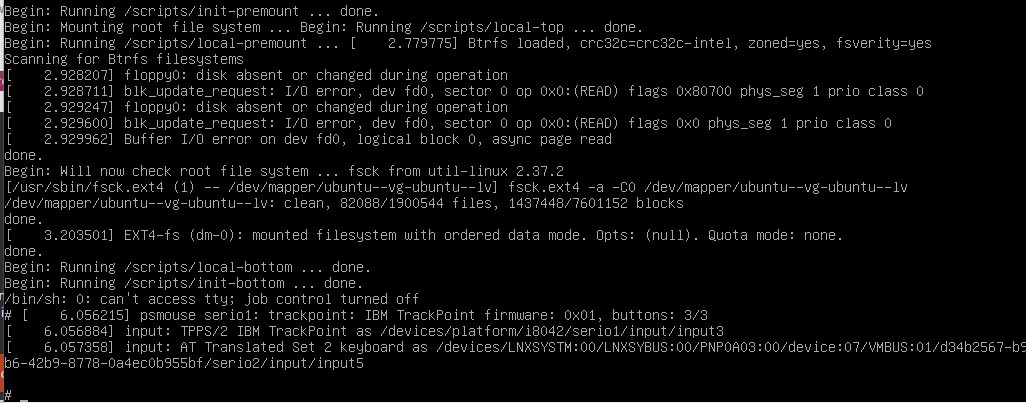 Begin: Running /scripts/init-premount ... done.
Begin: Mounting root file system ... Begin: Running /scripts/local-top ... done.
Begin: Running /scripts/local-premount ... [    2.779775] Btrfs loaded, crc32c=crc32c-intel, zoned=yes, fsverity=yes
Scanning for Btrfs filesystems
[    2.928207] floppy0: disk absent or changed during operation
[    2.928711] blk_update_request: I/O error, dev fd0, sector 0 op 0x0:(READ) flags 0x80700 phys_seg 1 prio class 0
[    2.929247] floppy0: disk absent or changed during operation
[    2.929600] blk_update_request: I/O error, dev fd0, sector 0 op 0x0:(READ) flags 0x0 phys_seg 1 prio class 0
[    2.929962] Buffer I/O error on dev fd0, logical block 0, async page read
done.
Begin: Will now check root file system ... fsck from util-linux 2.37.2
[/usr/sbin/fsck.ext4 (1) -- /dev/mapper/ubuntu--vg-ubuntu--lv] fsck.ext4 -a -C0 /dev/mapper/ubuntu--vg-ubuntu--lv
/dev/mapper/ubuntu--vg-ubuntu--lv: clean, 82088/1900544 files, 1437448/7601152 blocks
done.
[    3.203501] EXT4-fs (dm-0): mounted filesystem with ordered data mode. Opts: (null). Quota mode: none.
done.
Begin: Running /scripts/local-bottom ... done.
Begin: Running /scripts/init-bottom ... done.
/bin/sh: 0: can't access tty; job control turned off
# [    6.056215] psmouse serio1: trackpoint: IBM TrackPoint firmware: 0x01, buttons: 3/3
[    6.056884] input: TPPS/2 IBM TrackPoint as /devices/platform/i8042/serio1/input/input3
[    6.057358] input: AT Translated Set 2 keyboard as /devices/LNXSYSTM:00/LNXSYBUS:00/PNP0A03:00/device:07/VMBUS:01/d34b2567-b9
b6-42b9-8778-0a4ec0b955bf/serio2/input/input5
#